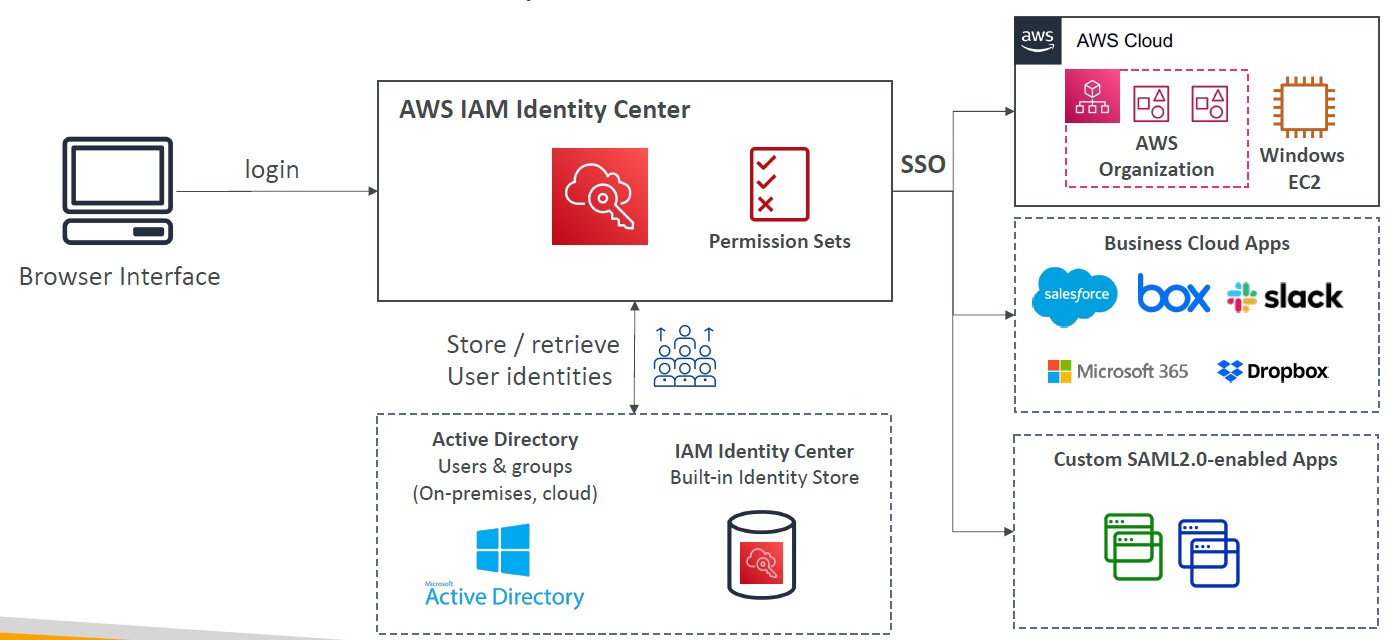 Browser Interface
login
AWS IAM Identity Center
Permission Sets
SSO
Store / retrieve
User identities
Active Directory
Users & groups
(On-premises, cloud)
Microsoft
Active Directory
IAM Identity Center
Built-in Identity Store
aws
AWS Cloud
AWS
Organization
Windows
EC2
Business Cloud Apps
salesforce
box
slack
Microsoft 365
Dropbox
Custom SAML2.0-enabled Apps